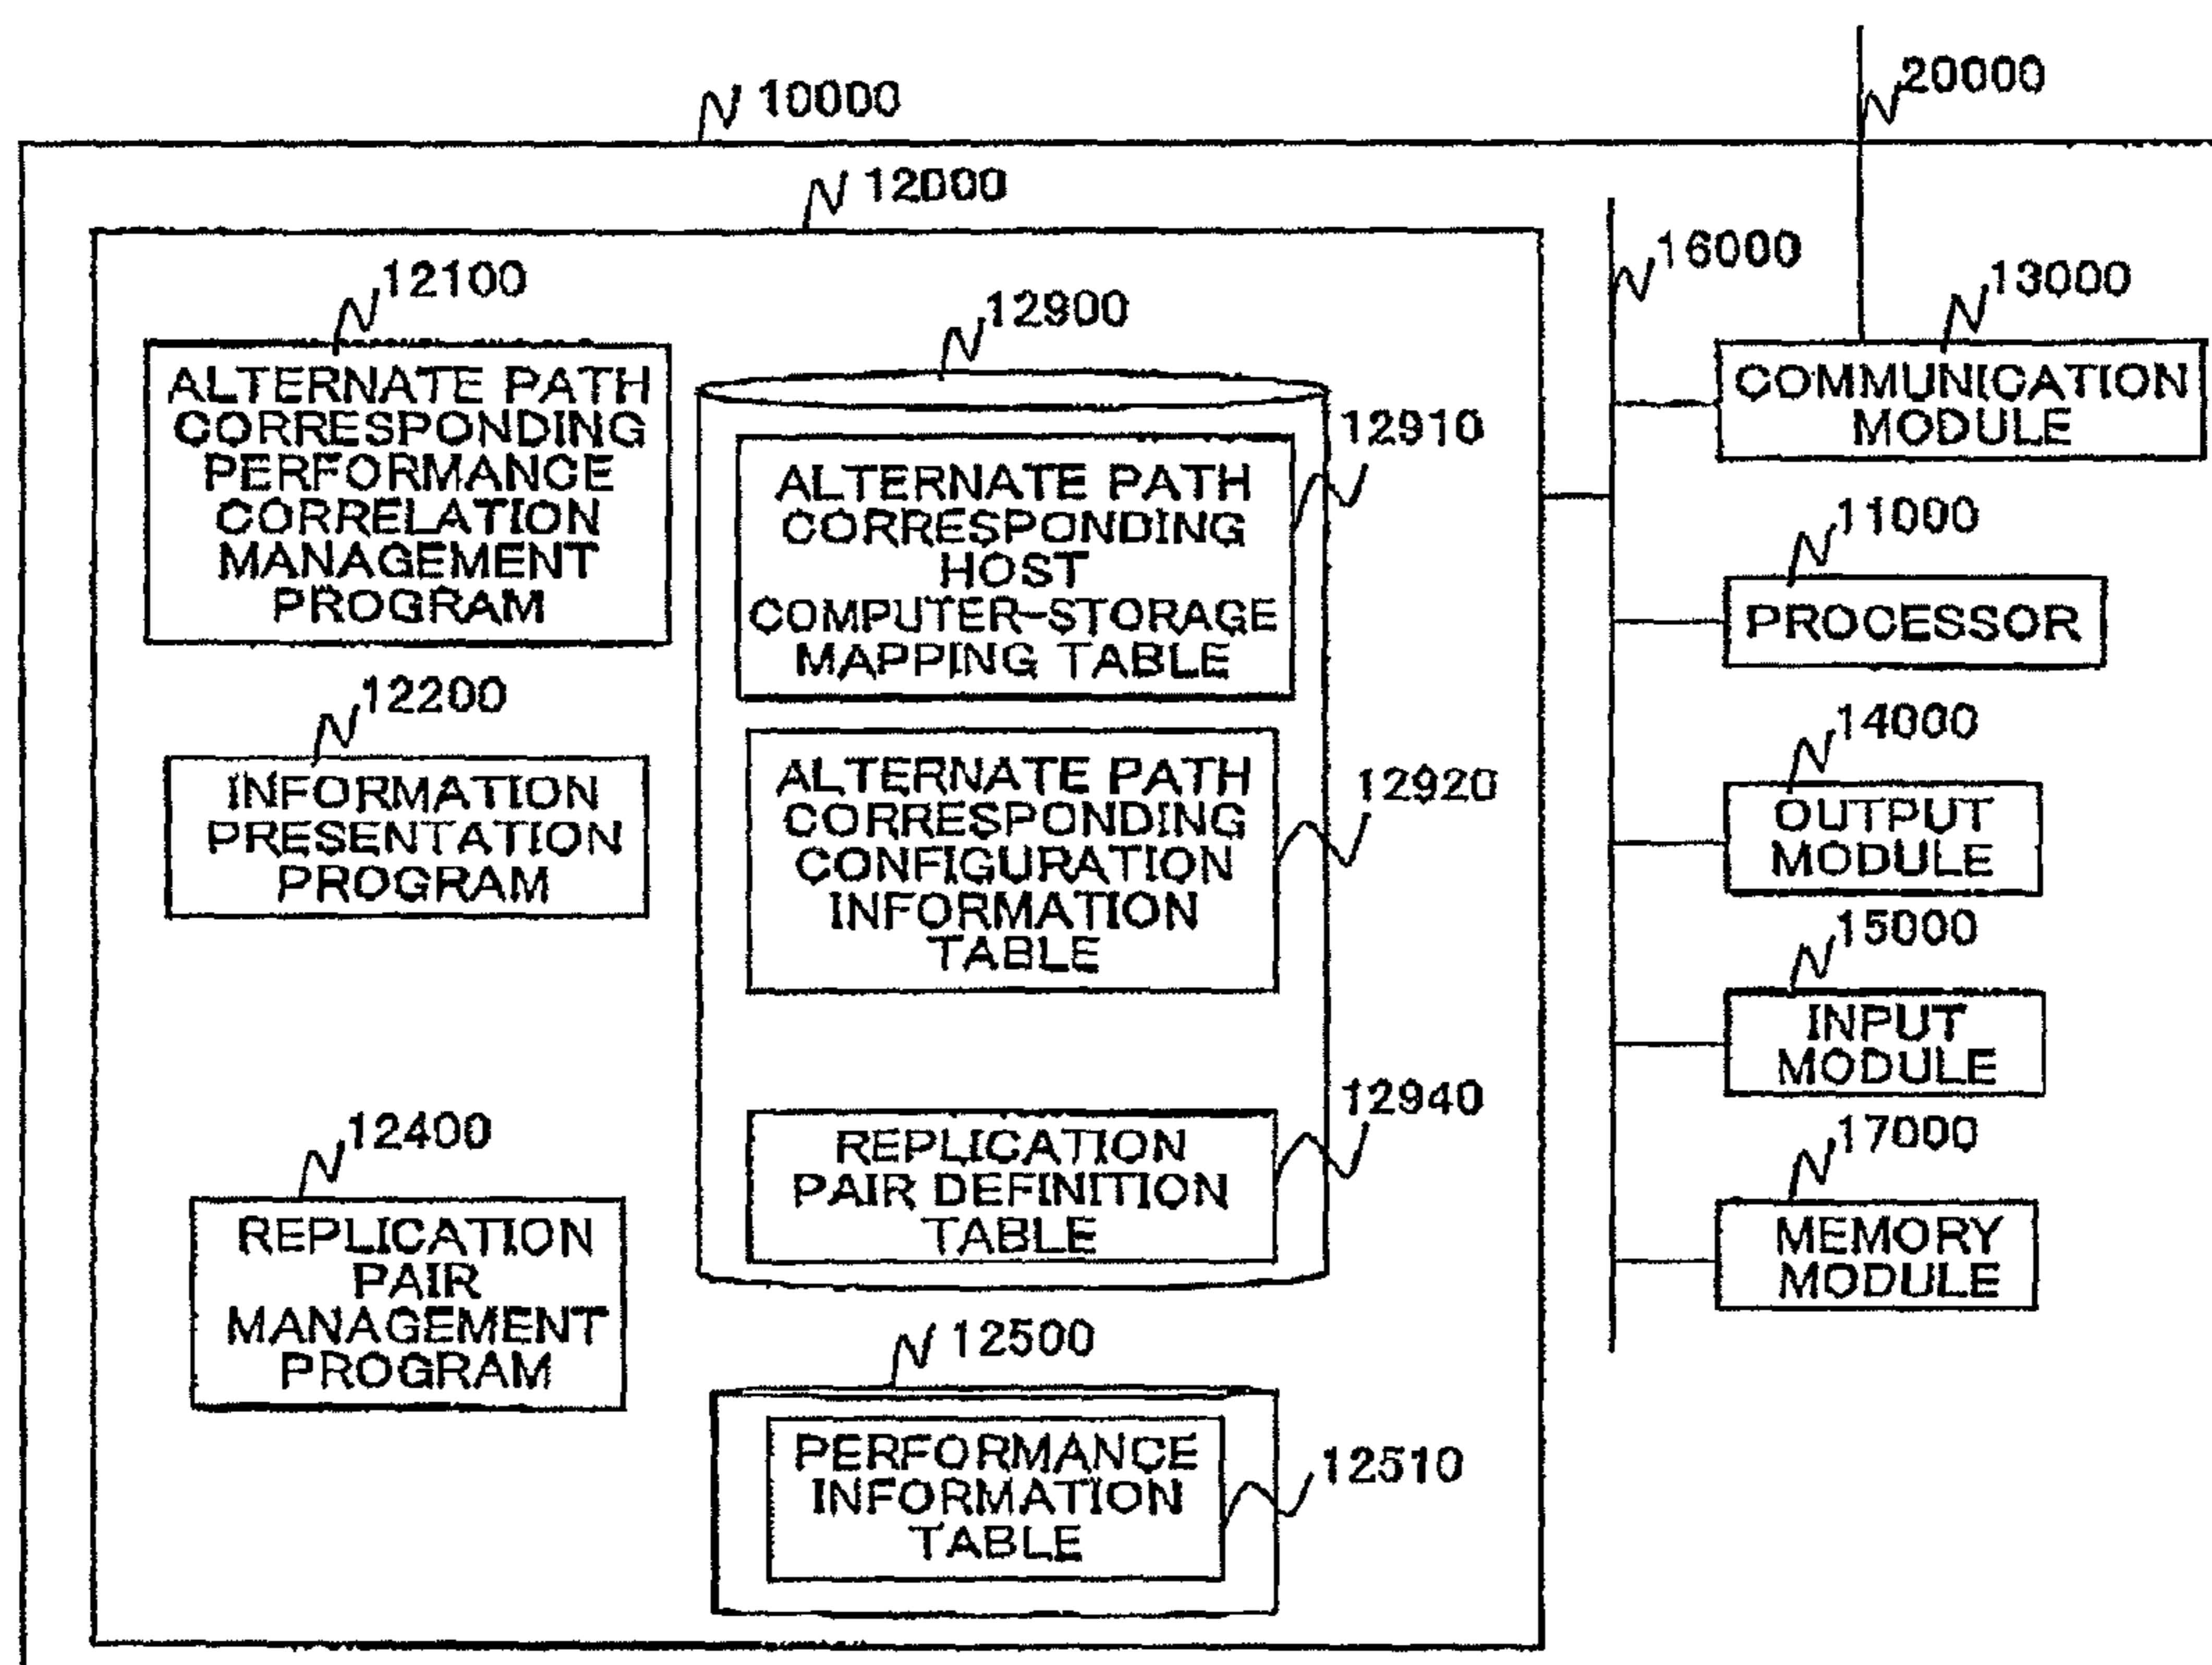 10000
20000
12000
16000
12100
ALTERNATE PATH
CORRESPONDING
PERFORMANCE
CORRELATION
MANAGEMENT
PROGRAM
12200
INFORMATION
PRESENTATION
PROGRAM
12400
REPLICATION
PAIR
MANAGEMENT
PROGRAM
12900
12910
ALTERNATE PATH
CORRESPONDING
HOST
COMPUTER-STORAGE
MAPPING TABLE
12920
ALTERNATE PATH
CORRESPONDING
CONFIGURATION
INFORMATION
TABLE
12940
REPLICATION
PAIR DEFINITION
TABLE
12500
12510
PERFORMANCE
INFORMATION
TABLE
13000
COMMUNICATION
MODULE
11000
PROCESSOR
14000
OUTPUT
MODULE
15000
INPUT
MODULE
17000
MEMORY
MODULE